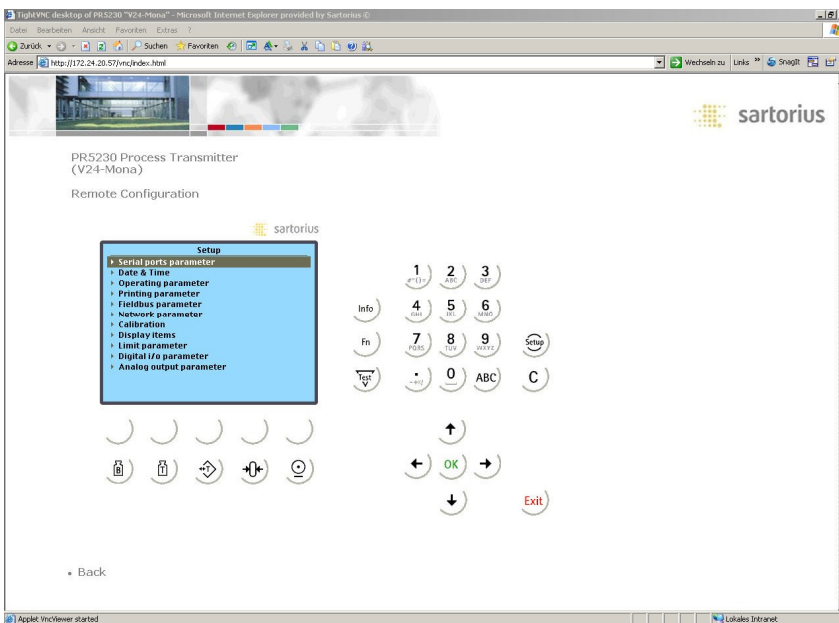 TightVNC desktop of PR5230 "V24-Mona" - Microsoft Internet Explorer provided by Sartorius ©
Datei Bearbeiten Ansicht Favoriten Extras ?
Zurück Suchen Favoriten
Adresse http://172.24.20.57/vnc/index.html Wechseln zu Links » SnagIt
sartorius
PR5230 Process Transmitter
(V24-Mona)
Remote Configuration
sartorius
Setup
Serial ports parameter
Date & Time
Operating parameter
Printing parameter
Fieldbus parameter
Network parameter
Calibration
Display items
Limit parameter
Digital i/o parameter
Analog output parameter
1 2 3
ABC DEF
Info 4 5 6
GHI JKL MNO
Fn 7 8 9 Setup
PQRS TUV WXYZ
Test . 0 ABC C
B T T 0
OK
Exit
• Back
Applet VncViewer started Lokales Intranet